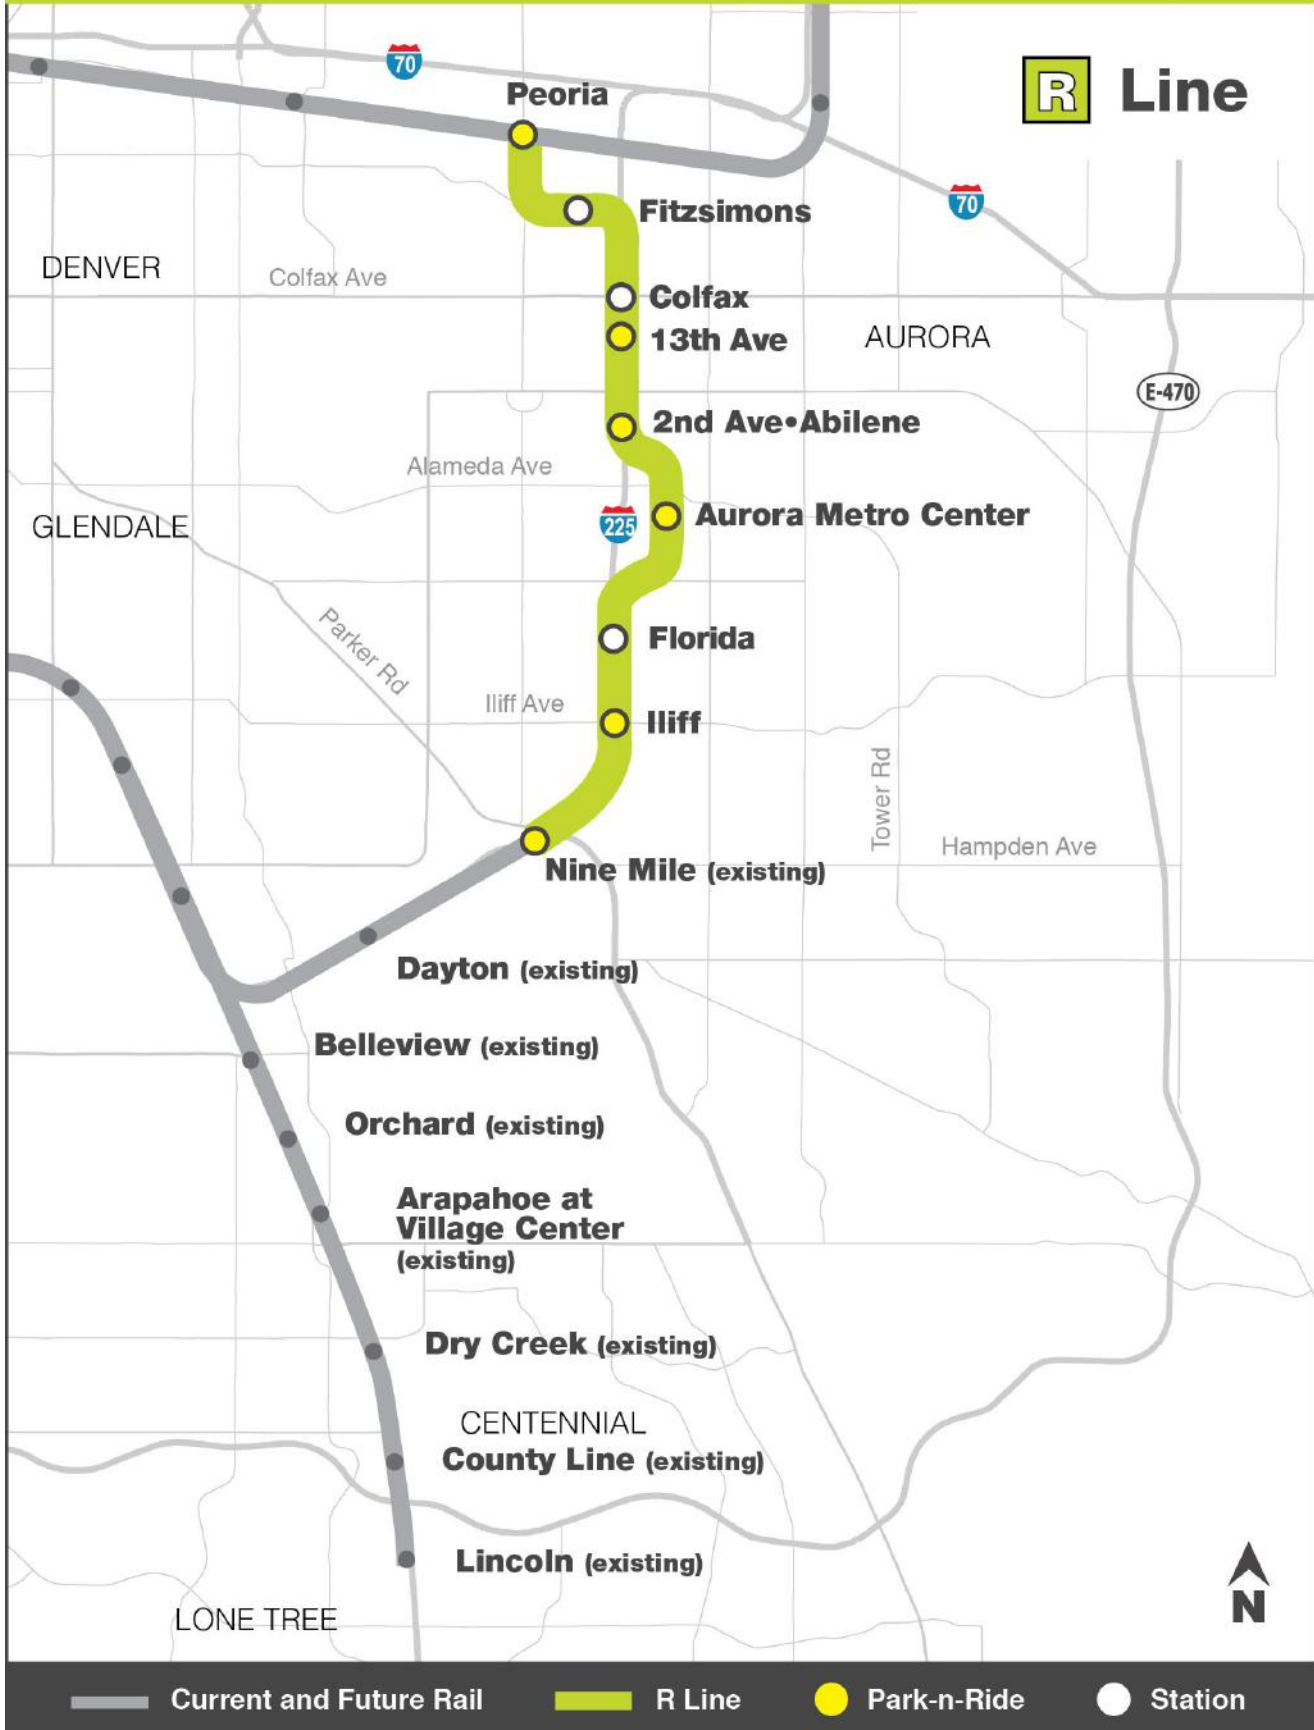 R Line
70
Peoria
70
Fitzsimons
DENVER
Colfax Ave
Colfax
13th Ave
AURORA
E-470
2nd Ave•Abilene
Alameda Ave
GLENDALE
225
Aurora Metro Center
Parker Rd
Florida
Iliff Ave
Iliff
Tower Rd
Hampden Ave
Nine Mile (existing)
Dayton (existing)
Belleview (existing)
Orchard (existing)
Arapahoe at
Village Center
(existing)
Dry Creek (existing)
CENTENNIAL
County Line (existing)
Lincoln (existing)
N
LONE TREE
Current and Future Rail
R Line
Park-n-Ride
Station